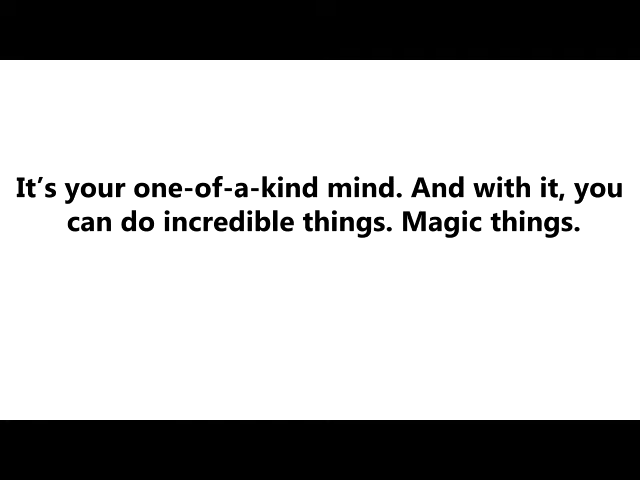 It’s your one-of-a-kind mind. And with it, you
can do incredible things. Magic things.